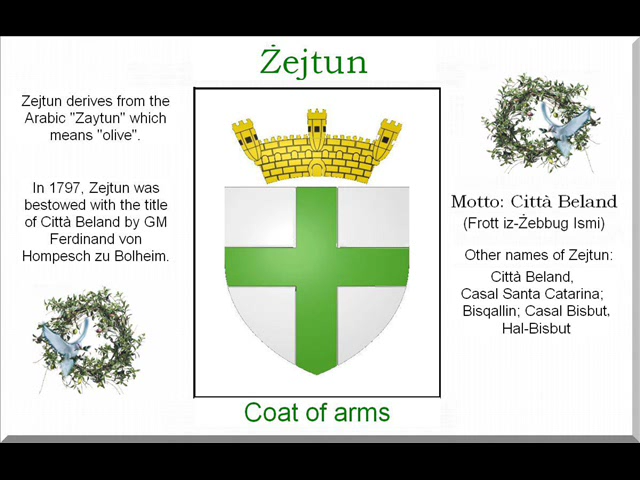 Żejtun
Zejtun derives from the
Arabic "Zaytun" which
means "olive".
In 1797, Zejtun was
bestowed with the title
of Città Beland by GM
Ferdinand von
Hompesch zu Bolheim.
Motto: Città Beland
(Frott iz-Żebbug Ismi)
Other names of Zejtun:
Città Beland,
Casal Santa Catarina;
Bisqallin; Casal Bisbut,
Hal-Bisbut
Coat of arms